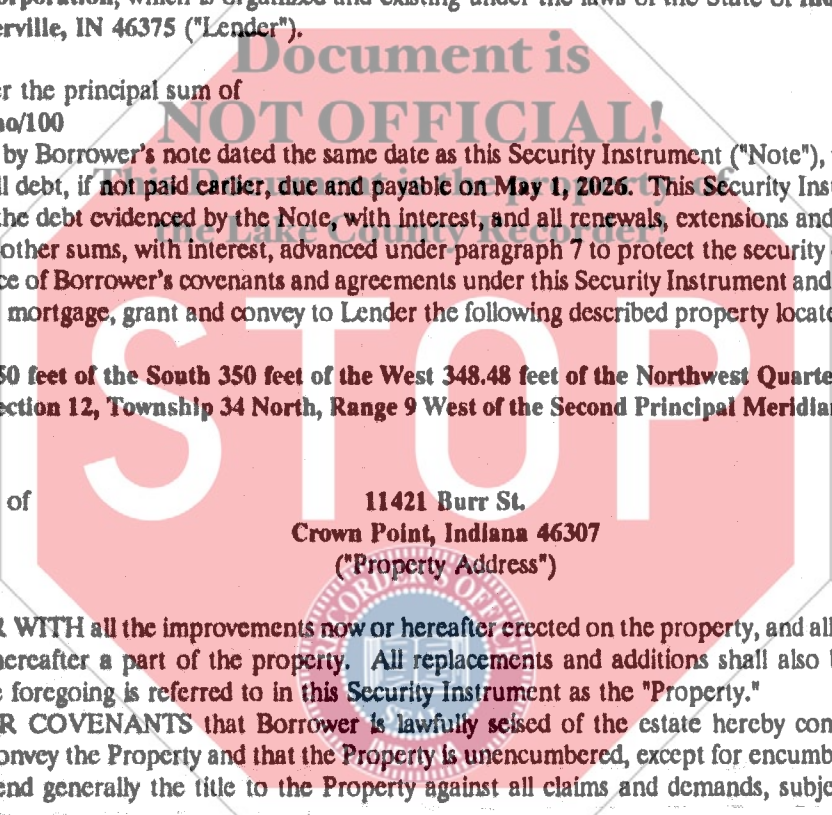 orporation, which is organized and existing under the laws of the State of Ind
erville, IN 46375 ("Lender").
Document is
er the principal sum of
NOT OFFICIAL!
no/100
by Borrower's note dated the same date as this Security Instrument ("Note"),
This Document is the property of
ll debt, if not paid earlier, due and payable on May 1, 2026. This Security Ins
the debt evidenced by the Note, with interest, and all renewals, extensions and
the Lake County Recorder!
other sums, with interest, advanced under paragraph 7 to protect the security
ce of Borrower's covenants and agreements under this Security Instrument and
mortgage, grant and convey to Lender the following described property locate
STOP
50 feet of the South 350 feet of the West 348.48 feet of the Northwest Quarte
ection 12, Township 34 North, Range 9 West of the Second Principal Meridian
of 11421 Burr St.
Crown Point, Indiana 46307
("Property Address")
RECORDER'S OFFICE
R WITH all the improvements now or hereafter erected on the property, and all
hereafter a part of the property. All replacements and additions shall also
e foregoing is referred to in this Security Instrument as the "Property."
R COVENANTS that Borrower is lawfully seised of the estate hereby con
onvey the Property and that the Property is unencumbered, except for encumb
end generally the title to the Property against all claims and demands, subje